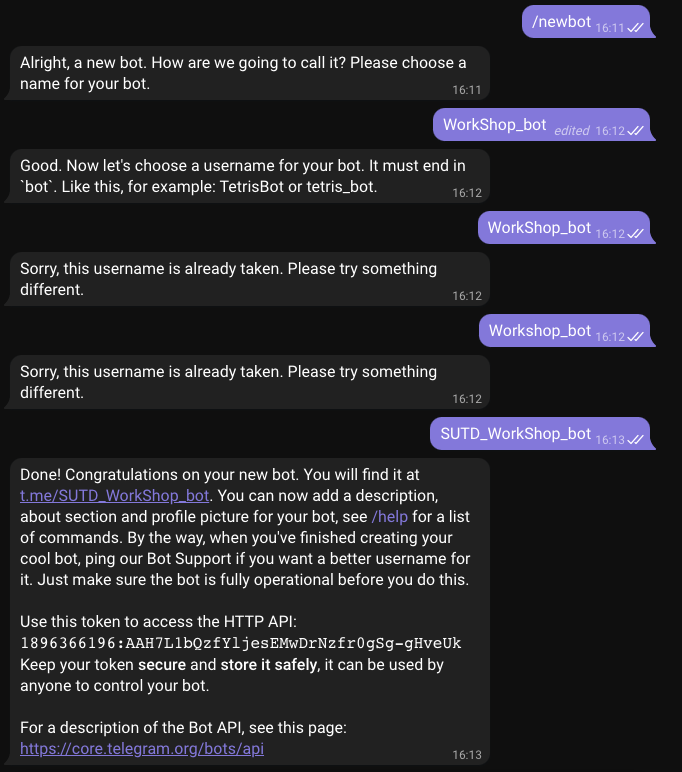 /newbot 16:11
Alright, a new bot. How are we going to call it? Please choose a
name for your bot.
16:11
WorkShop_bot edited 16:12
Good. Now let's choose a username for your bot. It must end in
`bot`. Like this, for example: TetrisBot or tetris_bot.
16:12
WorkShop_bot 16:12
Sorry, this username is already taken. Please try something
different.
16:12
Workshop_bot 16:12
Sorry, this username is already taken. Please try something
different.
16:12
SUTD_WorkShop_bot 16:13
Done! Congratulations on your new bot. You will find it at
t.me/SUTD_WorkShop_bot. You can now add a description,
about section and profile picture for your bot, see /help for a list
of commands. By the way, when you've finished creating your
cool bot, ping our Bot Support if you want a better username for
it. Just make sure the bot is fully operational before you do this.
Use this token to access the HTTP API:
1896366196:AAH7L1bQzfYljesEMwDrNzfr0gSg-gHveUk
Keep your token secure and store it safely, it can be used by
anyone to control your bot.
For a description of the Bot API, see this page:
https://core.telegram.org/bots/api
16:13